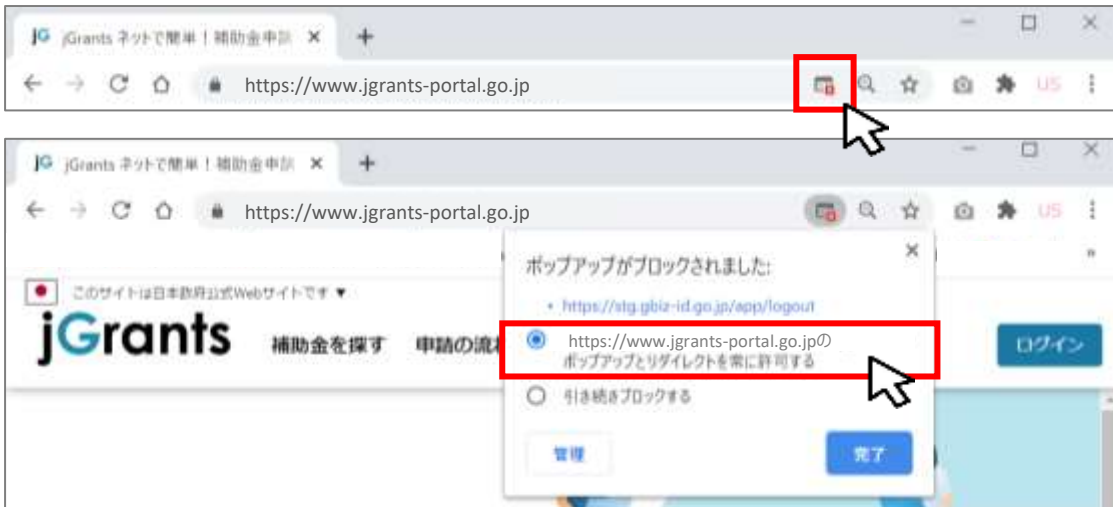 jG jGrants ネットで簡単！補助金申請
https://www.jgrants-portal.go.jp
US
jG jGrants ネットで簡単！補助金申請
https://www.jgrants-portal.go.jp
US
ポップアップがブロックされました:
https://stg.gbiz-id.go.jp/app/logout
このサイトは日本政府公式Webサイトです ▼
jGrants
補助金を探す 申請の流れ
https://www.jgrants-portal.go.jpの
ポップアップとリダイレクトを常に許可する
ログイン
引き続きブロックする
管理
完了